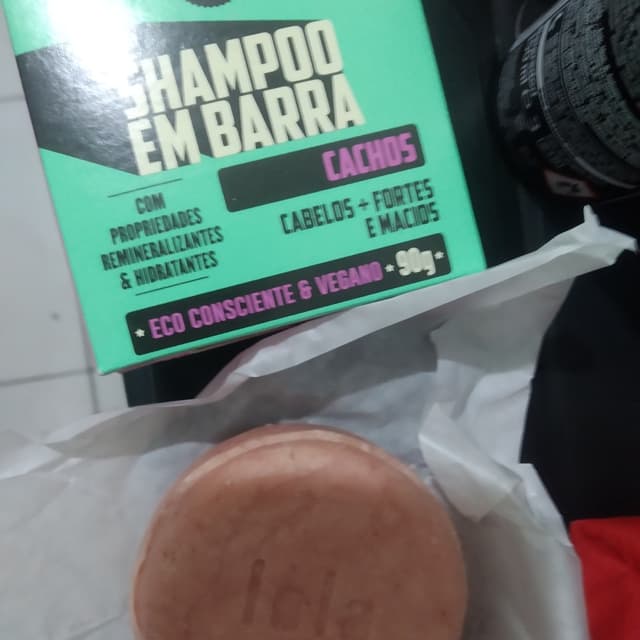 SHAMPOO
EM BARRA
CACHOS
COM
PROPRIEDADES
REMINERALIZANTES
& HIDRATANTES
CABELOS + FORTES
E MACIOS
* ECO CONSCIENTE & VEGANO * 90g *
lola